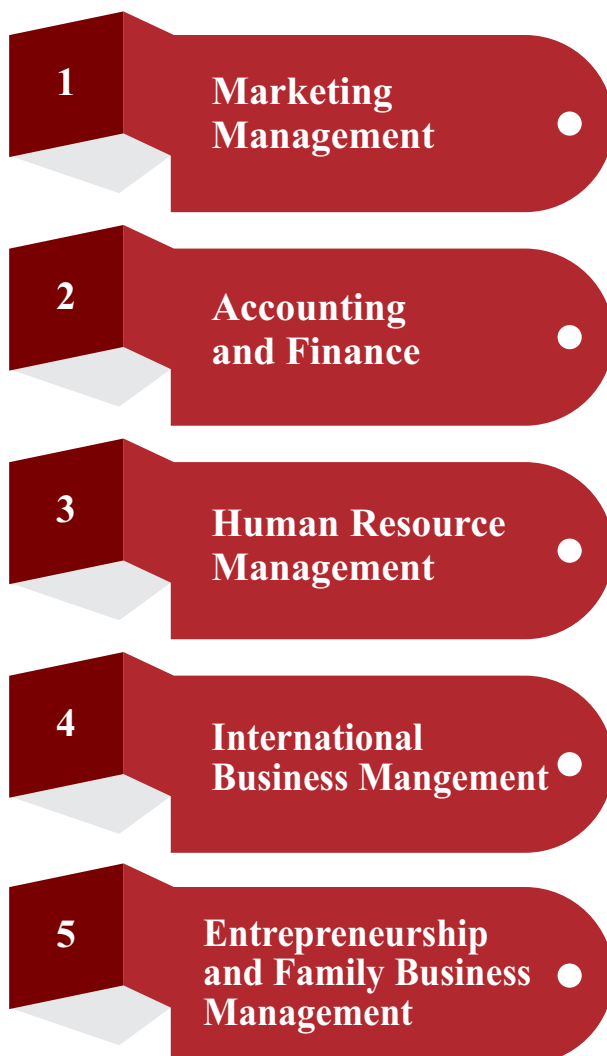 1
Marketing
Management
2
Accounting
and Finance
3
Human Resource
Management
4
International
Business Mangement
5
Entrepreneurship
and Family Business
Management